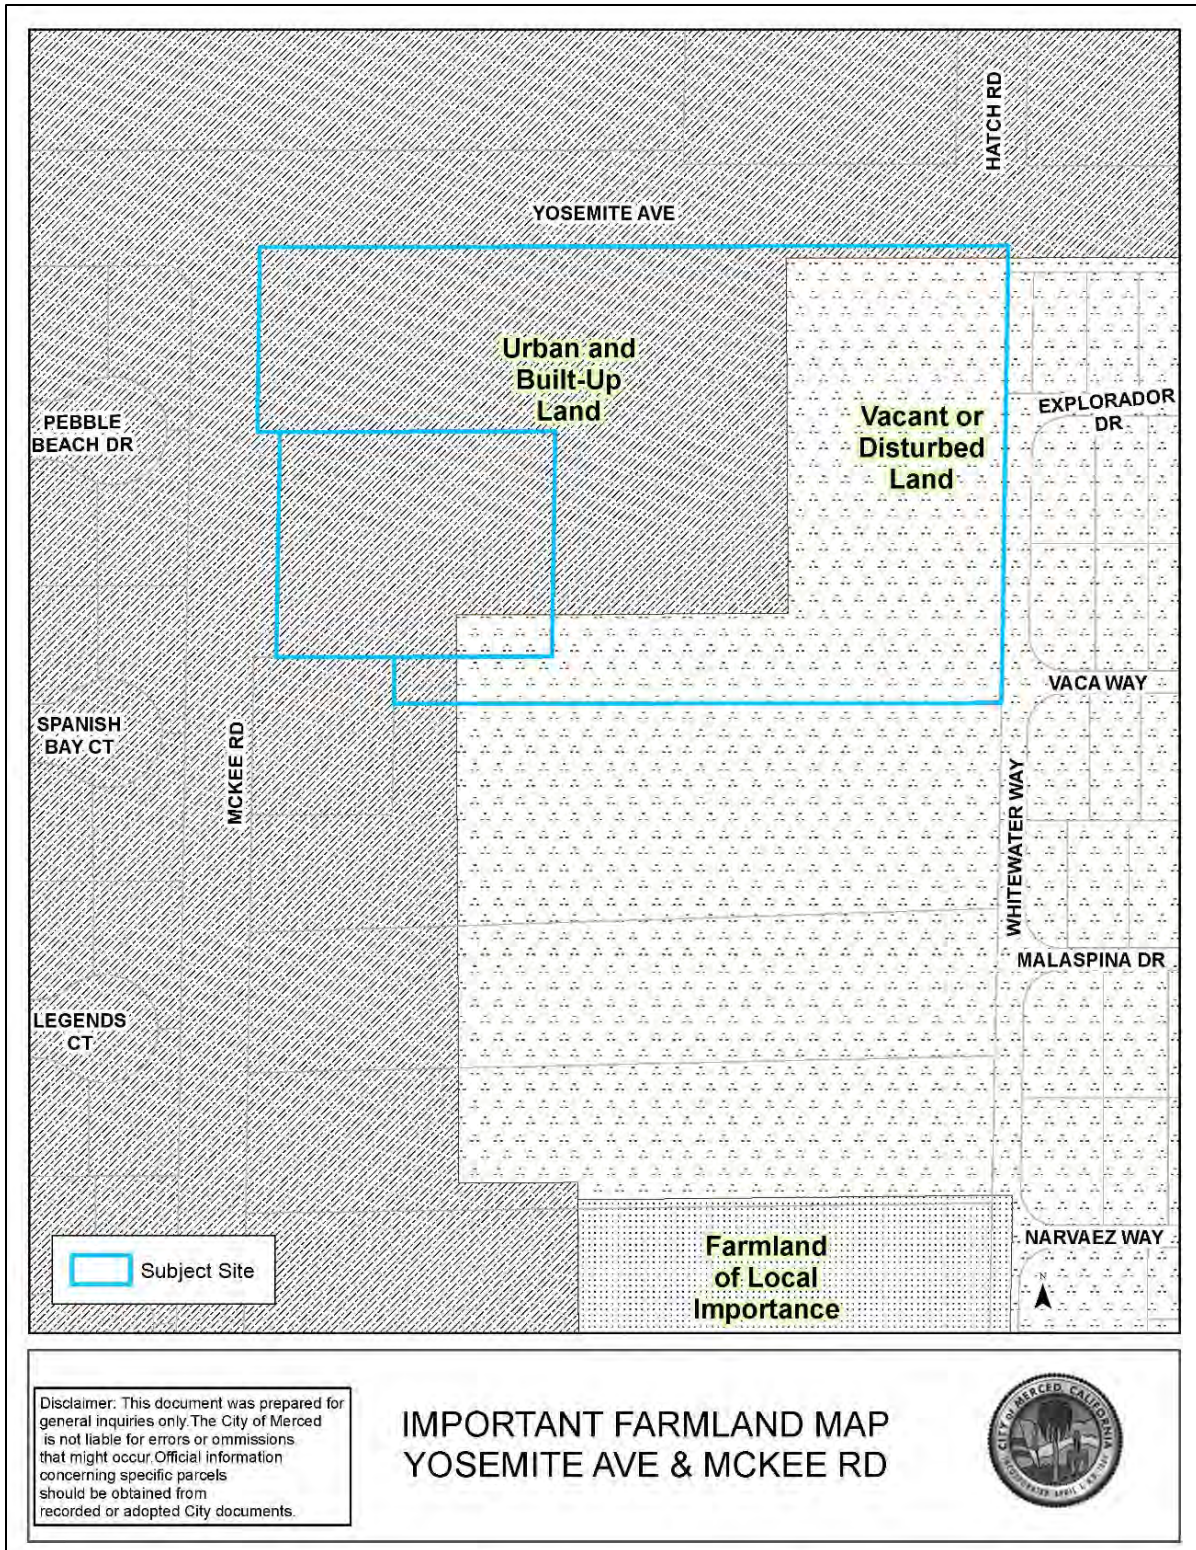 HATCH RD
YOSEMITE AVE
Urban and
Built-Up
Land
PEBBLE
BEACH DR
Vacant or
Disturbed
Land
EXPLORADOR
DR
VACA WAY
SPANISH
BAY CT
MCKEE RD
WHITEWATER WAY
MALASPINA DR
LEGENDS
CT
NARVAEZ WAY
Farmland
of Local
Importance
Subject Site
N
Disclaimer: This document was prepared for
general inquiries only.The City of Merced
is not liable for errors or ommissions
that might occur.Official information
concerning specific parcels
should be obtained from
recorded or adopted City documents.
IMPORTANT FARMLAND MAP
YOSEMITE AVE & MCKEE RD
CITY OF MERCED, CALIFORNIA
INCORPORATED APRIL 1,